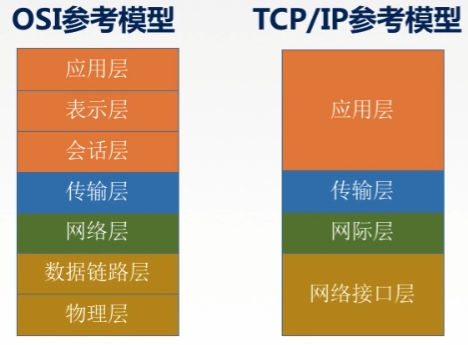 OSI参考模型
应用层
表示层
会话层
传输层
网络层
数据链路层
物理层
TCP/IP参考模型
应用层
传输层
网际层
网络接口层